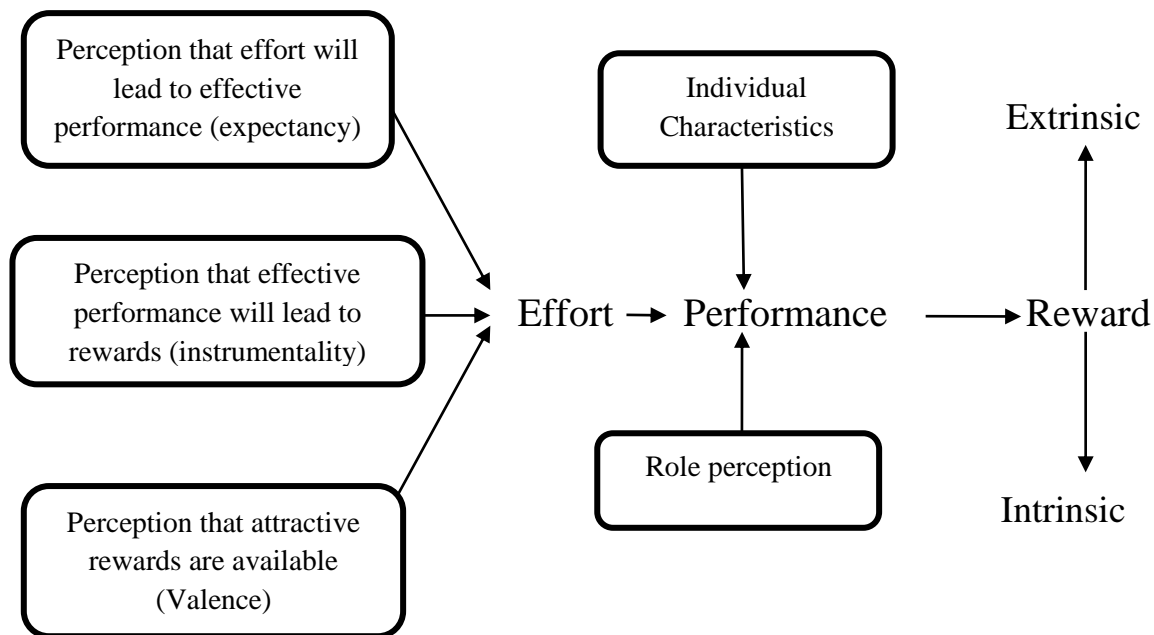 Perception that effort will
lead to effective
performance (expectancy)
Perception that effective
performance will lead to
rewards (instrumentality)
Perception that attractive
rewards are available
(Valence)
Effort
Individual
Characteristics
Performance
Role perception
Extrinsic
Reward
Intrinsic